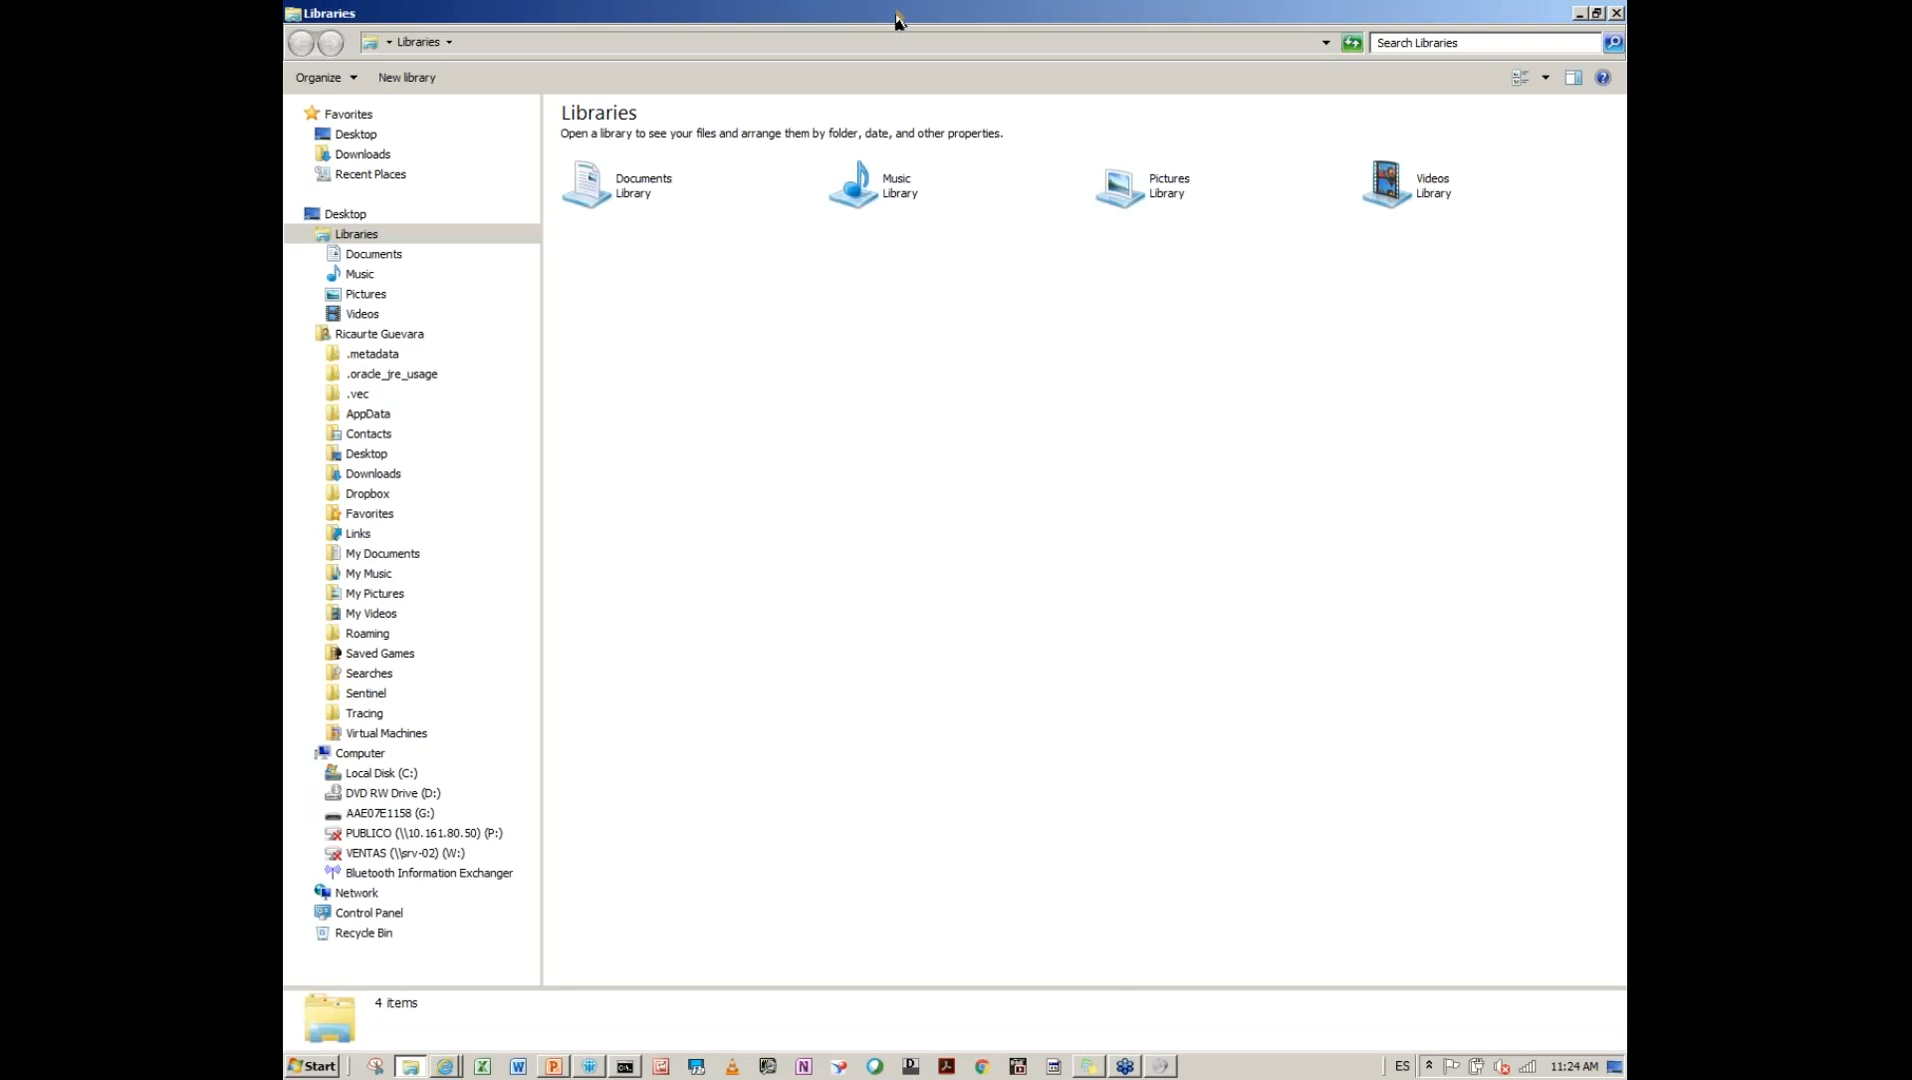 Libraries
Libraries
Search Libraries
Organize
New library
Favorites
Desktop
Downloads
Recent Places
Desktop
Libraries
Documents
Music
Pictures
Videos
Ricaurte Guevara
.metadata
.oracle_jre_usage
.vec
AppData
Contacts
Desktop
Downloads
Dropbox
Favorites
Links
My Documents
My Music
My Pictures
My Videos
Roaming
Saved Games
Searches
Sentinel
Tracing
Virtual Machines
Computer
Local Disk (C:)
DVD RW Drive (D:)
AAE07E1158 (G:)
PUBLICO (\\10.161.80.50) (P:)
VENTAS (\\srv-02) (W:)
Bluetooth Information Exchanger
Network
Control Panel
Recycle Bin
Libraries
Open a library to see your files and arrange them by folder, date, and other properties.
Documents
Library
Music
Library
Pictures
Library
Videos
Library
4 items
Start
ES
11:24 AM